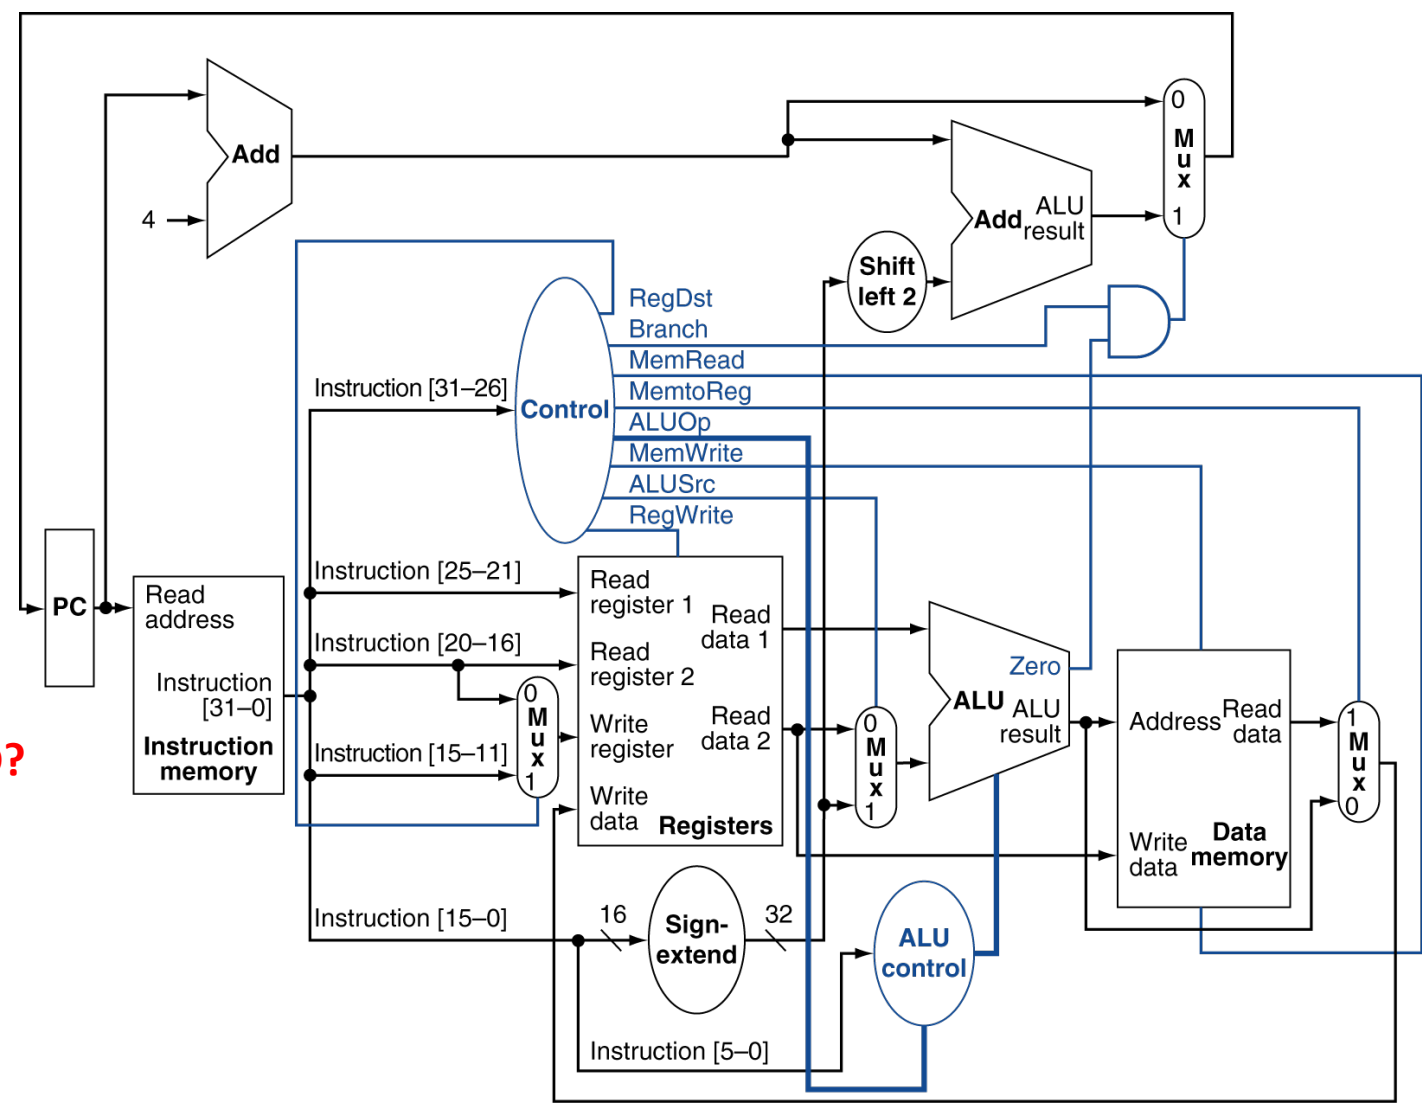 0
M
u
x
1
Add
4
Add
ALU
result
Shift
left 2
RegDst
Branch
MemRead
MemtoReg
ALUOp
MemWrite
ALUSrc
RegWrite
Control
Instruction [31–26]
Instruction [25–21]
Instruction [20–16]
Instruction [15–11]
Instruction [15–0]
Instruction [5–0]
PC
Read
address
Instruction
[31–0]
Instruction
memory
0
M
u
x
1
Read
register 1
Read
register 2
Write
register
Write
data
Read
data 1
Read
data 2
Registers
0
M
u
x
1
Zero
ALU
ALU
result
Address
Read
data
Write
data
Data
memory
1
M
u
x
0
16
Sign-
extend
32
ALU
control
?